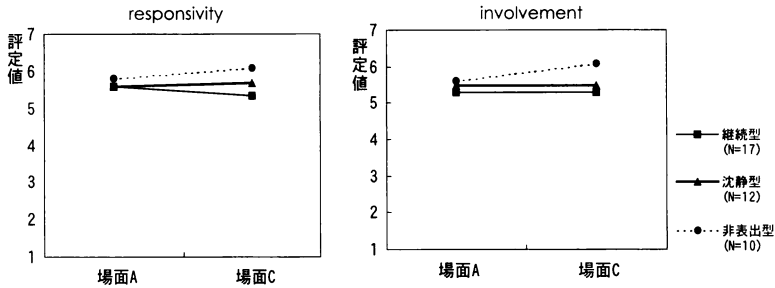 responsivity
評定値
7
6
5
4
3
2
1
場面A 場面C
involvement
評定値
7
6
5
4
3
2
1
場面A 場面C
継続型
(N=17)
沈静型
(N=12)
非表出型
(N=10)